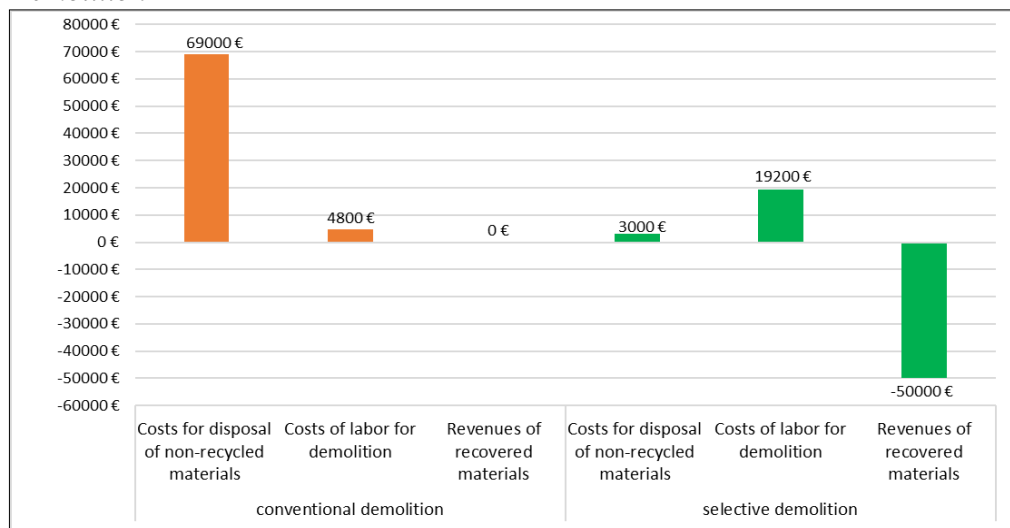 80000 €
70000 €
60000 €
50000 €
40000 €
30000 €
20000 €
10000 €
0 €
-10000 €
-20000 €
-30000 €
-40000 €
-50000 €
-60000 €
69000 €
4800 €
0 €
3000 €
19200 €
-50000 €
Costs for disposal
of non-recycled
materials
Costs of labor for
demolition
Revenues of
recovered
materials
Costs for disposal
of non-recycled
materials
Costs of labor for
demolition
Revenues of
recovered
materials
conventional demolition
selective demolition